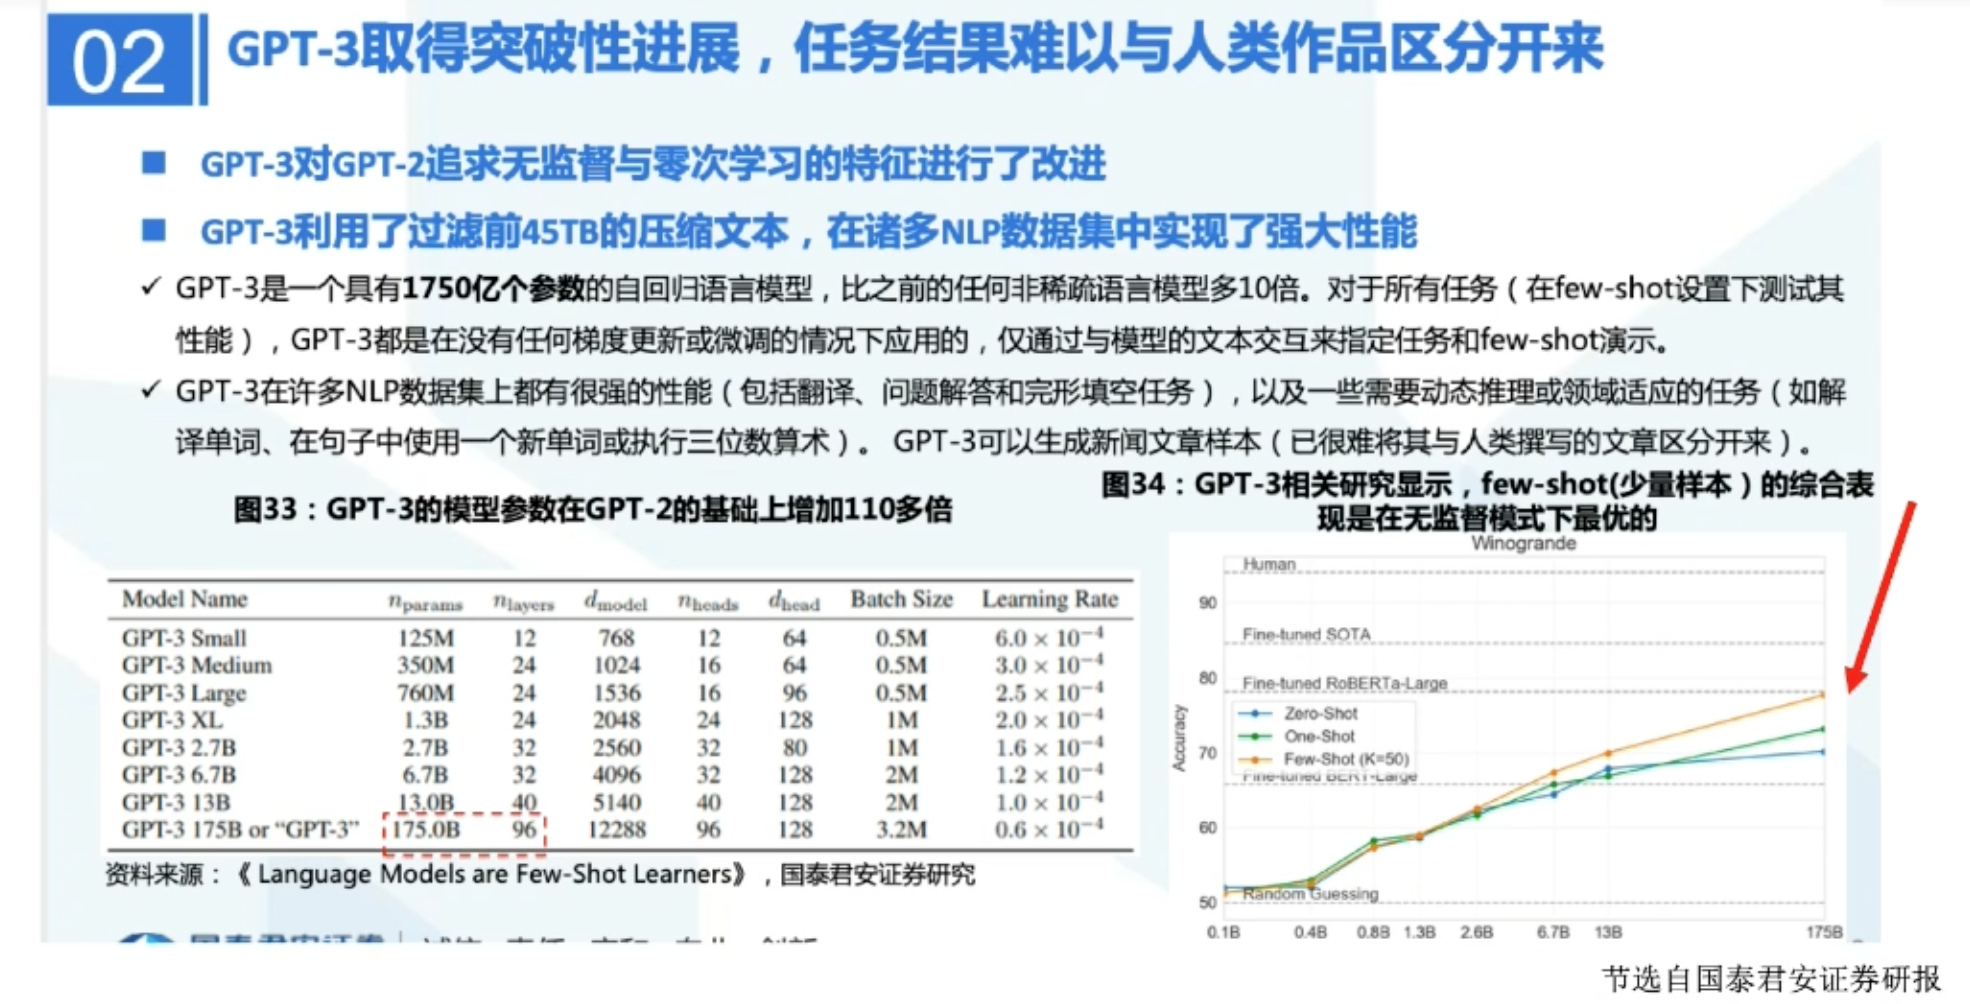 02
GPT-3取得突破性进展，任务结果难以与人类作品区分开来
■ GPT-3对GPT-2追求无监督与零次学习的特征进行了改进
■ GPT-3利用了过滤前45TB的压缩文本，在诸多NLP数据集中实现了强大性能
✓ GPT-3是一个具有1750亿个参数的自回归语言模型，比之前的任何非稀疏语言模型多10倍。对于所有任务（在few-shot设置下测试其
性能），GPT-3都是在没有任何梯度更新或微调的情况下应用的，仅通过与模型的文本交互来指定任务和few-shot演示。
✓ GPT-3在许多NLP数据集上都有很强的性能（包括翻译、问题解答和完形填空任务），以及一些需要动态推理或领域适应的任务（如解
译单词、在句子中使用一个新单词或执行三位数算术）。 GPT-3可以生成新闻文章样本（已很难将其与人类撰写的文章区分开来）。
图33：GPT-3的模型参数在GPT-2的基础上增加110多倍
Model Name n_params n_layers d_model n_heads d_head Batch Size Learning Rate
GPT-3 Small 125M 12 768 12 64 0.5M 6.0 × 10⁻⁴
GPT-3 Medium 350M 24 1024 16 64 0.5M 3.0 × 10⁻⁴
GPT-3 Large 760M 24 1536 16 96 0.5M 2.5 × 10⁻⁴
GPT-3 XL 1.3B 24 2048 24 128 1M 2.0 × 10⁻⁴
GPT-3 2.7B 2.7B 32 2560 32 80 1M 1.6 × 10⁻⁴
GPT-3 6.7B 6.7B 32 4096 32 128 2M 1.2 × 10⁻⁴
GPT-3 13B 13.0B 40 5140 40 128 2M 1.0 × 10⁻⁴
GPT-3 175B or “GPT-3” 175.0B 96 12288 96 128 3.2M 0.6 × 10⁻⁴
资料来源：《 Language Models are Few-Shot Learners》，国泰君安证券研究
图34：GPT-3相关研究显示，few-shot(少量样本）的综合表
现是在无监督模式下最优的
Winogrande
Human
90
Fine-tuned SOTA
80
Fine-tuned RoBERTa-Large
Zero-Shot
One-Shot
Few-Shot (K=50)
Accuracy
70
Fine-tuned BERT-Large
60
Random Guessing
50
0.1B 0.4B 0.8B 1.3B 2.6B 6.7B 13B 175B
国泰君安证券
节选自国泰君安证券研报